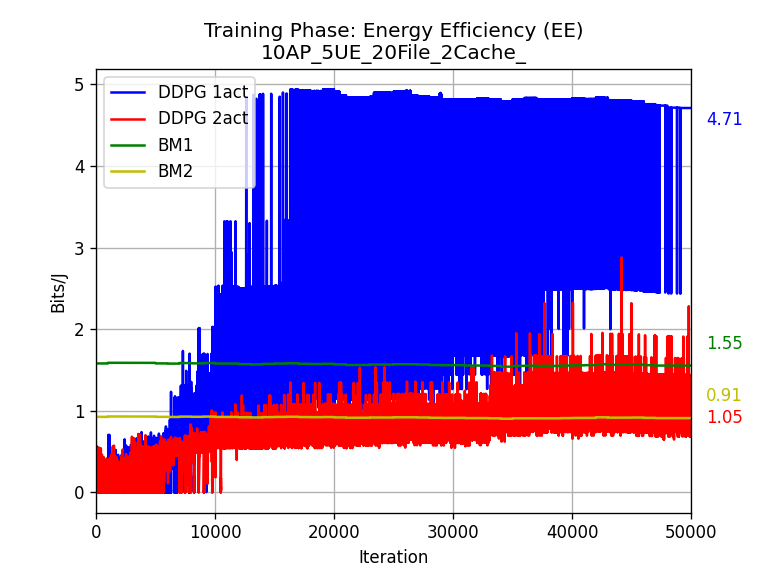 Training Phase: Energy Efficiency (EE)
10AP_5UE_20File_2Cache_
DDPG 1act
DDPG 2act
BM1
BM2
5
4
3
2
1
0
Bits/J
4.71
1.55
0.91
1.05
0 10000 20000 30000 40000 50000
Iteration